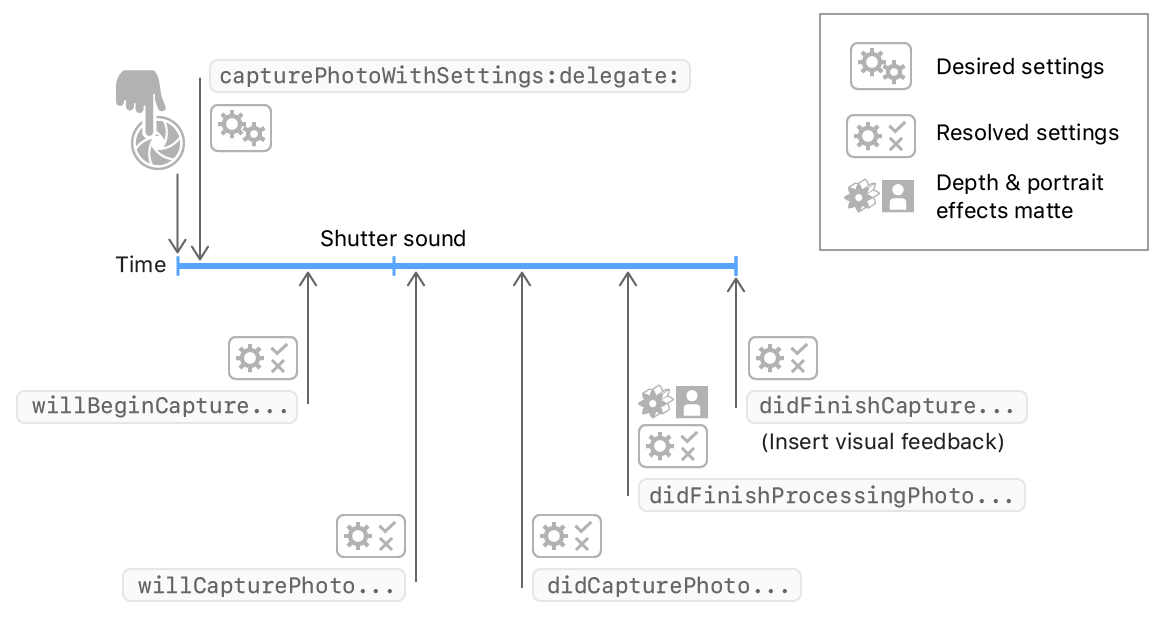 capturePhotoWithSettings:delegate:
Desired settings
Resolved settings
Depth & portrait
effects matte
Shutter sound
Time
willBeginCapture...
didFinishCapture...
(Insert visual feedback)
didFinishProcessingPhoto...
willCapturePhoto...
didCapturePhoto...